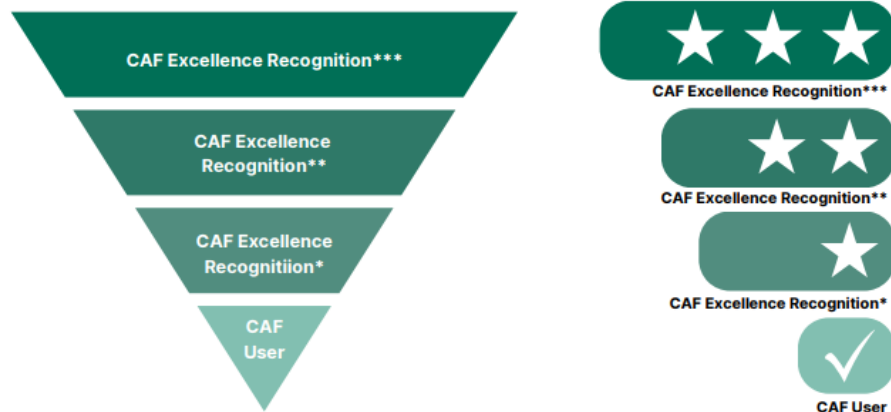 CAF Excellence Recognition***
CAF Excellence
Recognition**
CAF Excellence
Recognitiion*
CAF
User
CAF Excellence Recognition***
CAF Excellence Recognition**
CAF Excellence Recognition*
CAF User